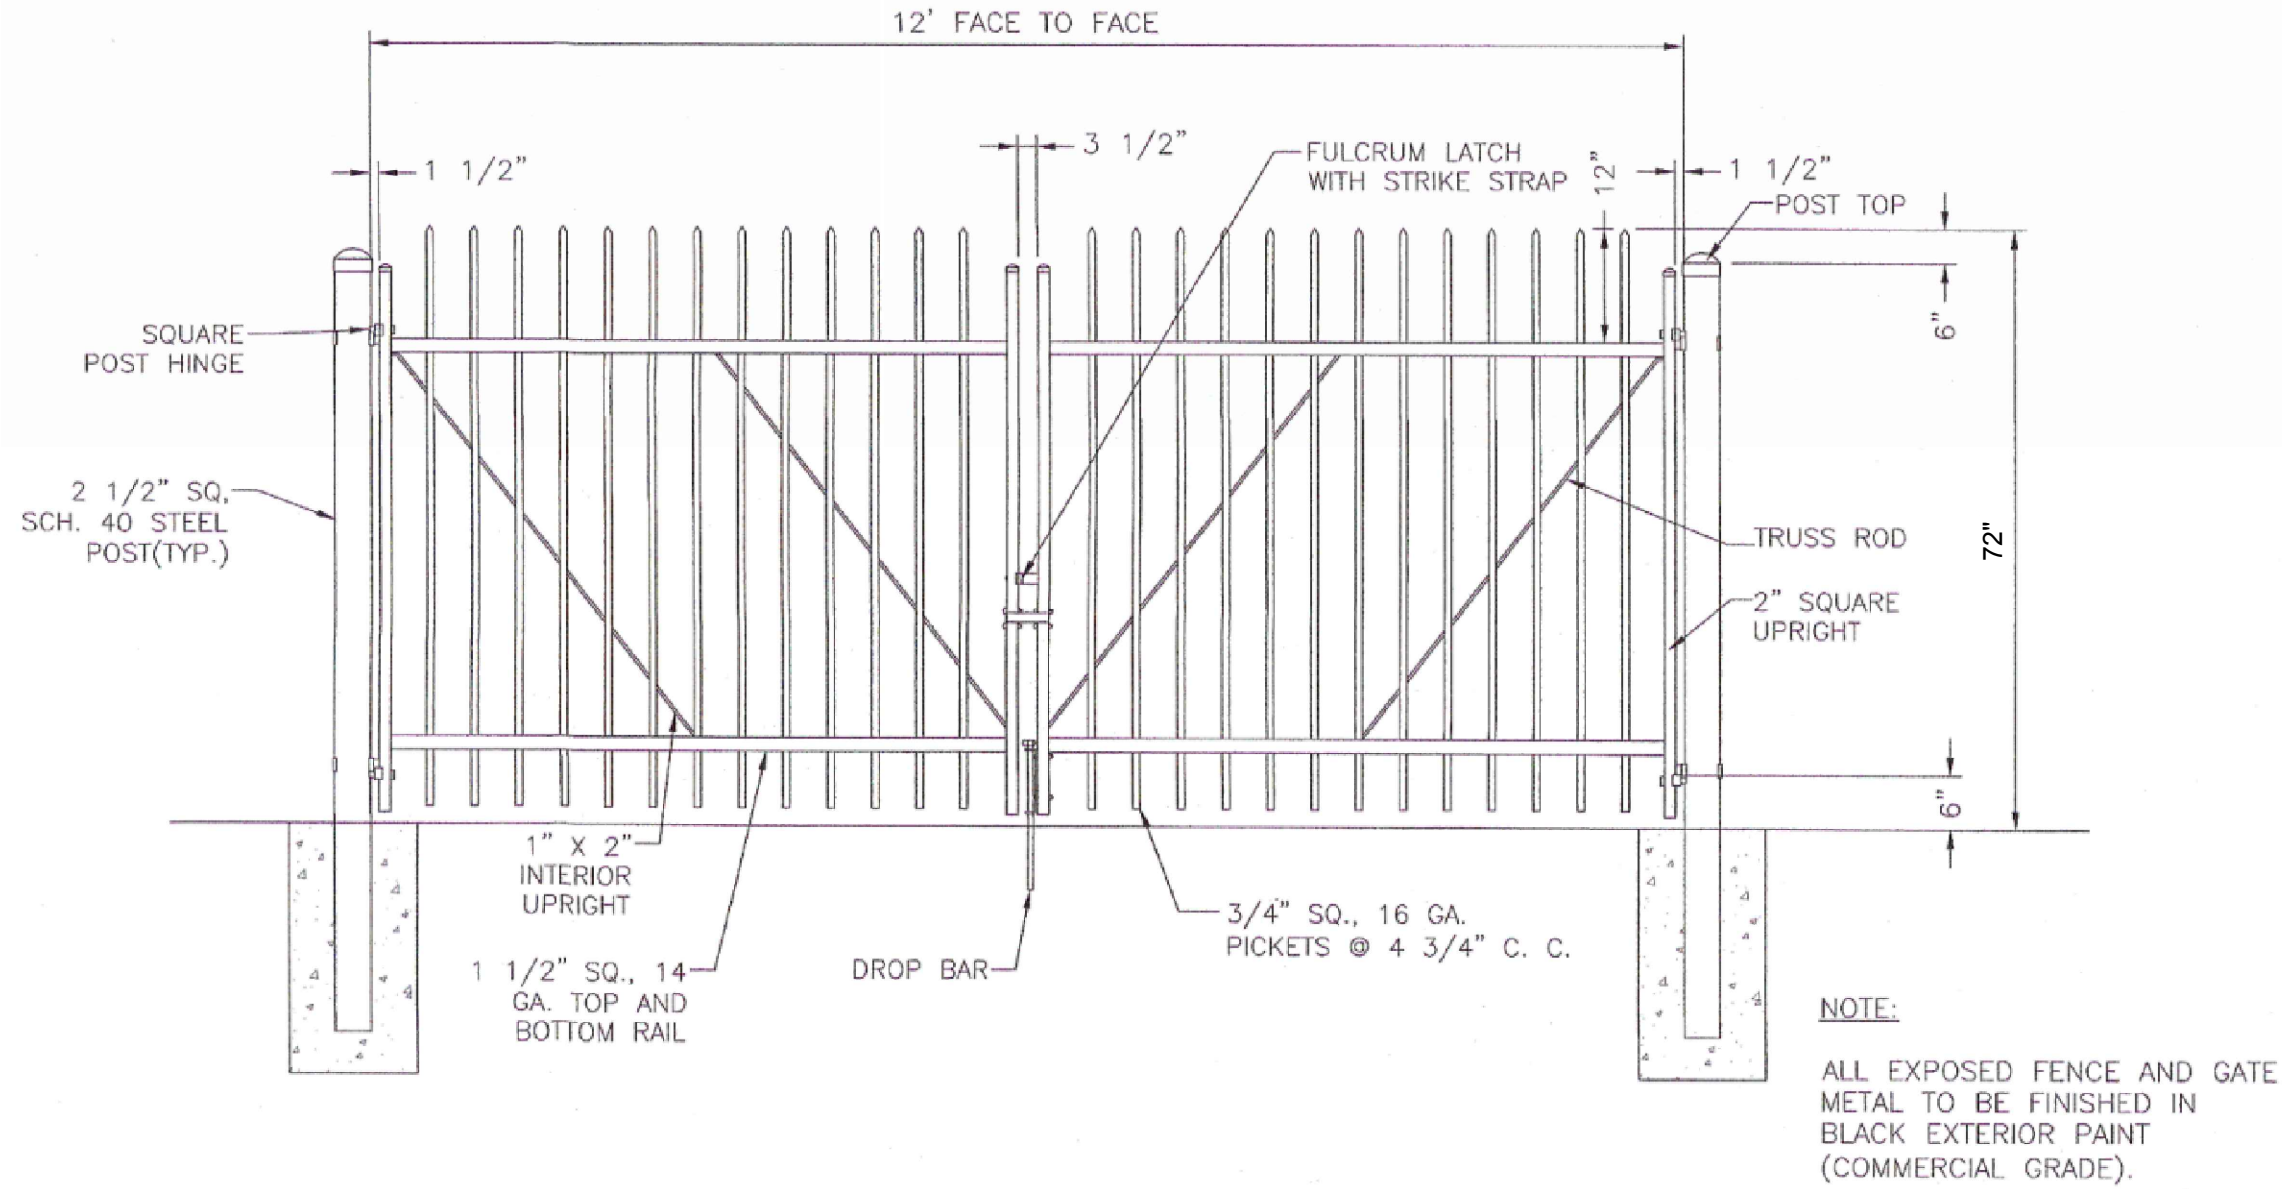 12' FACE TO FACE
3 1/2"
FULCRUM LATCH
WITH STRIKE STRAP
12"
1 1/2"
1 1/2"
POST TOP
6"
SQUARE
POST HINGE
2 1/2" SQ.
SCH. 40 STEEL
POST(TYP.)
TRUSS ROD
72"
2" SQUARE
UPRIGHT
6"
1" X 2"
INTERIOR
UPRIGHT
3/4" SQ., 16 GA.
PICKETS @ 4 3/4" C. C.
1 1/2" SQ., 14
GA. TOP AND
BOTTOM RAIL
DROP BAR
NOTE:
ALL EXPOSED FENCE AND GATE
METAL TO BE FINISHED IN
BLACK EXTERIOR PAINT
(COMMERCIAL GRADE).